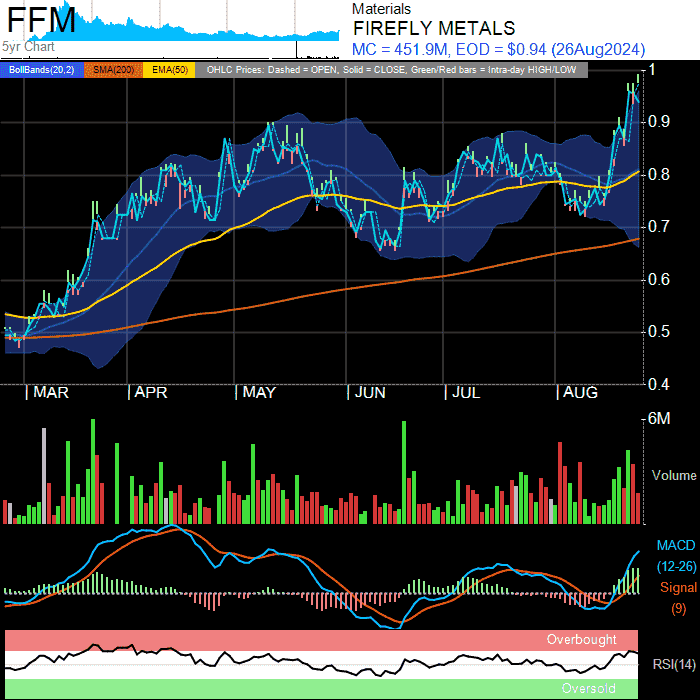 FFM
5yr Chart
Materials
FIREFLY METALS
MC = 451.9M, EOD = $0.94 (26Aug2024)
BollBands(20,2) SMA(200) EMA(50) OHLC Prices: Dashed = OPEN, Solid = CLOSE, Green/Red bars = Intra-day HIGH/LOW
1
0.9
0.8
0.7
0.6
0.5
0.4
MAR APR MAY JUN JUL AUG
6M
Volume
MACD
(12-26)
Signal
(9)
Overbought
RSI(14)
Oversold